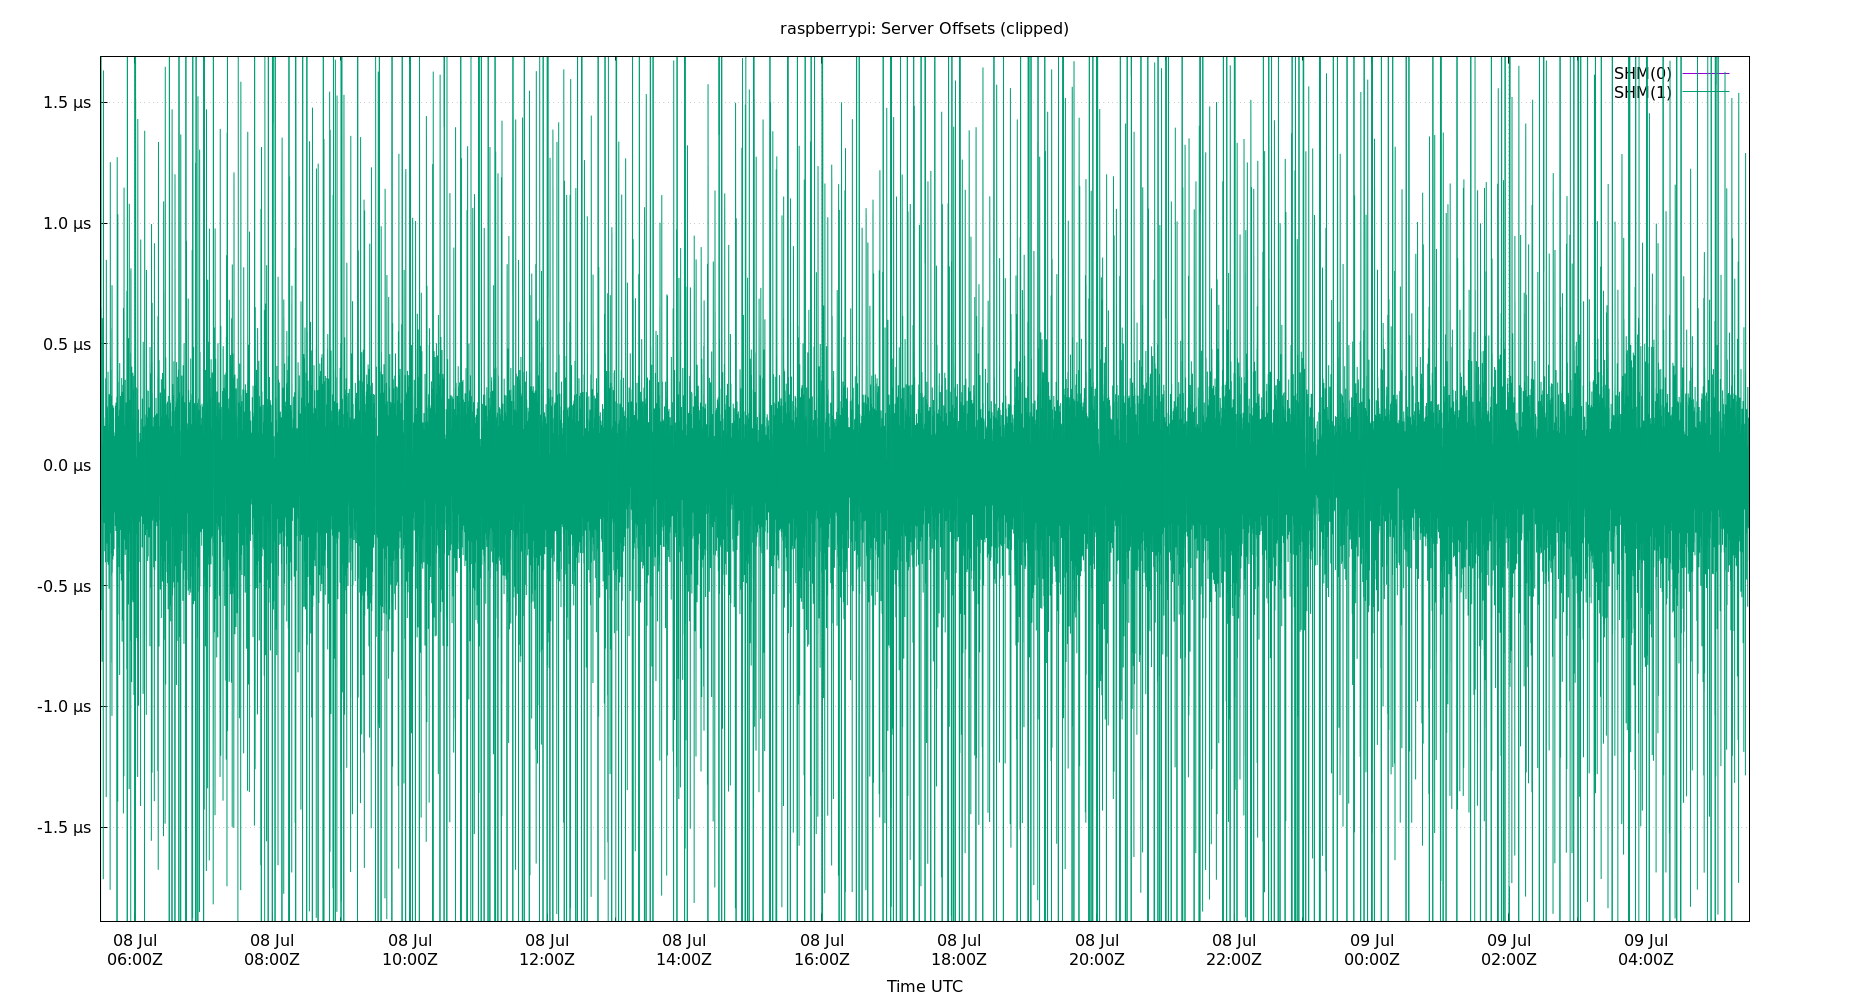 raspberrypi: Server Offsets (clipped)
SHM(0)
SHM(1)
1.5 µs
1.0 µs
0.5 µs
0.0 µs
-0.5 µs
-1.0 µs
-1.5 µs
08 Jul 08 Jul 08 Jul 08 Jul 08 Jul 08 Jul 08 Jul 08 Jul 08 Jul 09 Jul 09 Jul 09 Jul
06:00Z 08:00Z 10:00Z 12:00Z 14:00Z 16:00Z 18:00Z 20:00Z 22:00Z 00:00Z 02:00Z 04:00Z
Time UTC